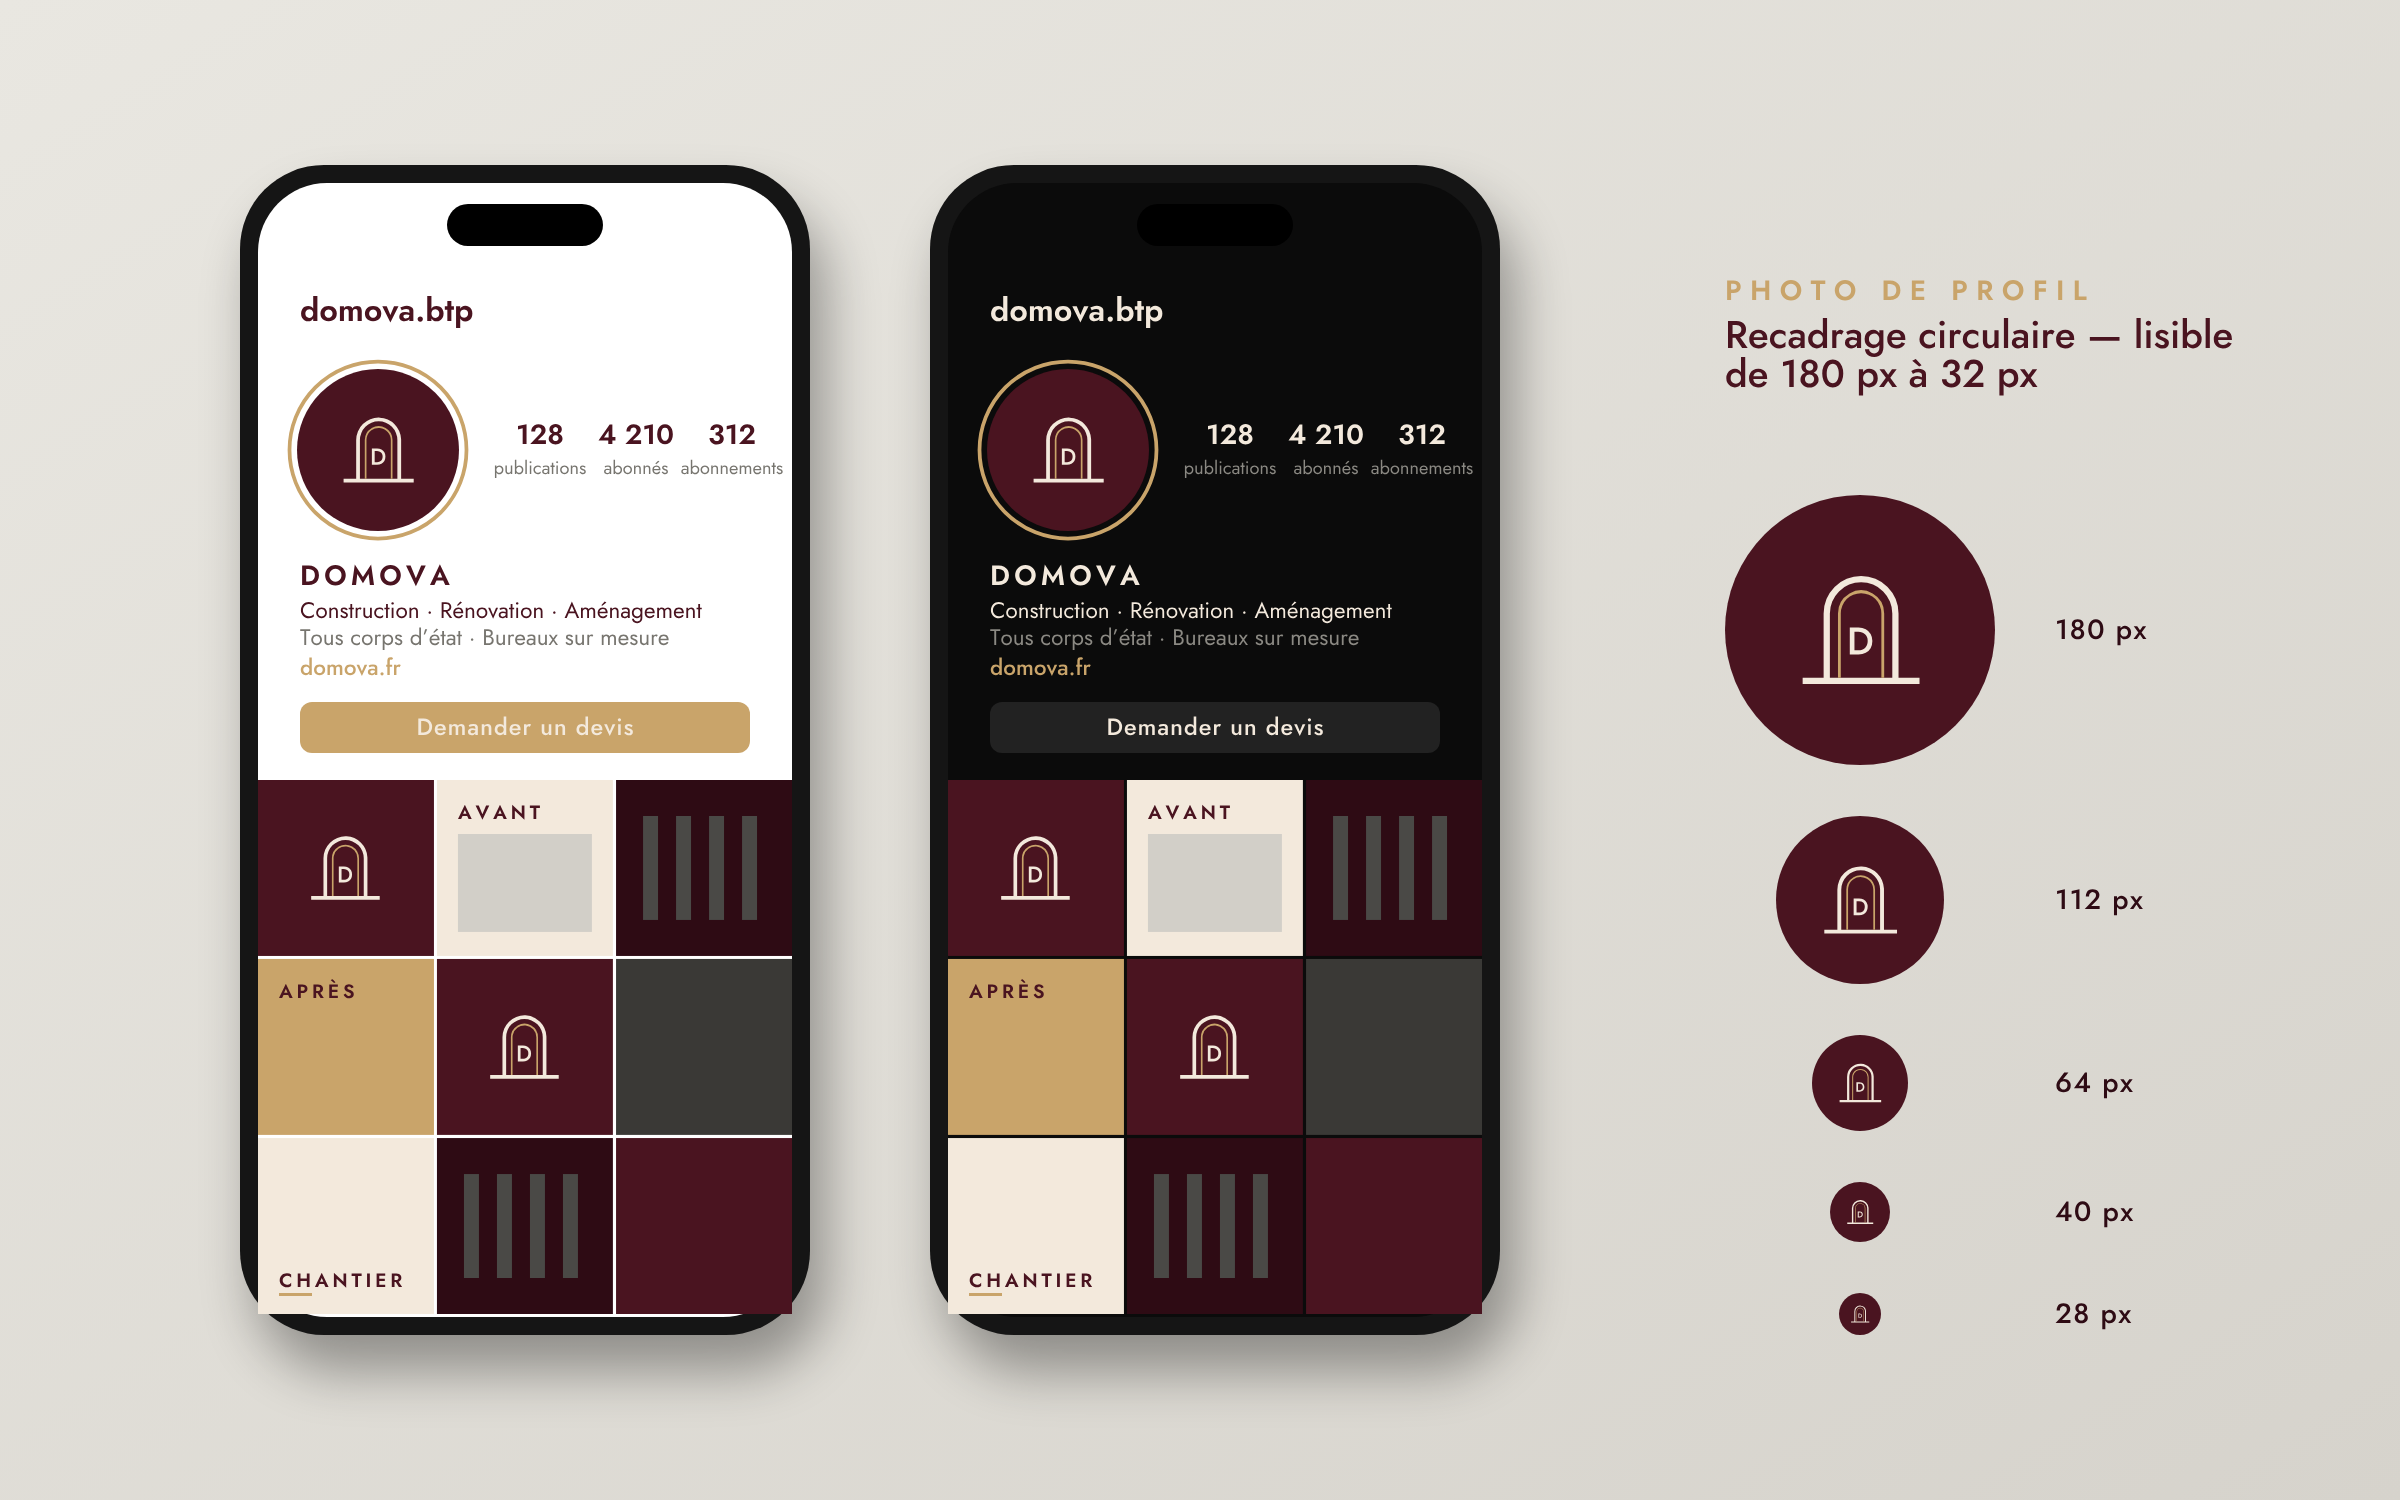 domova.btp
D
128 4 210 312
publications abonnés abonnements
DOMOVA
Construction · Rénovation · Aménagement
Tous corps d’état · Bureaux sur mesure
domova.fr
Demander un devis
D
AVANT
APRÈS
D
CHANTIER
domova.btp
D
128 4 210 312
publications abonnés abonnements
DOMOVA
Construction · Rénovation · Aménagement
Tous corps d’état · Bureaux sur mesure
domova.fr
Demander un devis
D
AVANT
APRÈS
D
CHANTIER
PHOTO DE PROFIL
Recadrage circulaire — lisible
de 180 px à 32 px
D
180 px
D
112 px
D
64 px
D
40 px
D
28 px